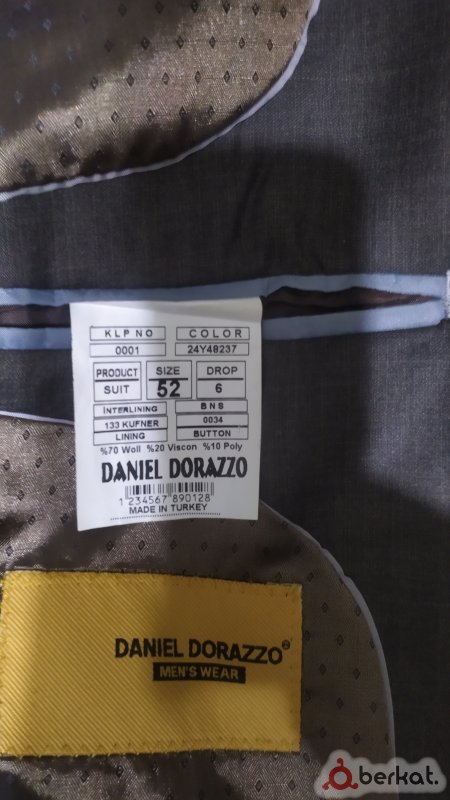 KLP NO COLOR
0001 24Y48237
PRODUCT SIZE DROP
SUIT 52 6
INTERLINING BNS
133 KUFNER 0034
LINING BUTTON
%70 Woll %20 Viscon %10 Poly
DANIEL DORAZZO
1 234567 890128
MADE IN TURKEY
DANIEL DORAZZO®
MEN'S WEAR
berkat.